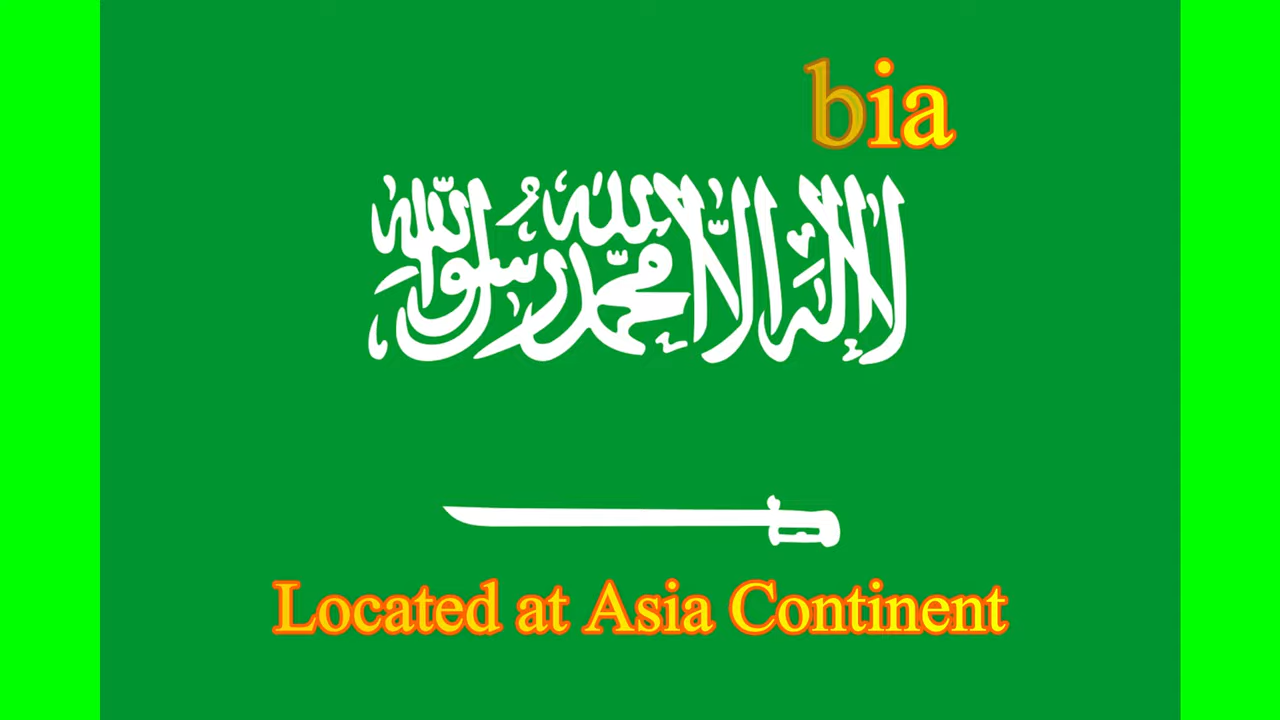 bia
لا إله إلا الله محمد رسول الله
Located at Asia Continent